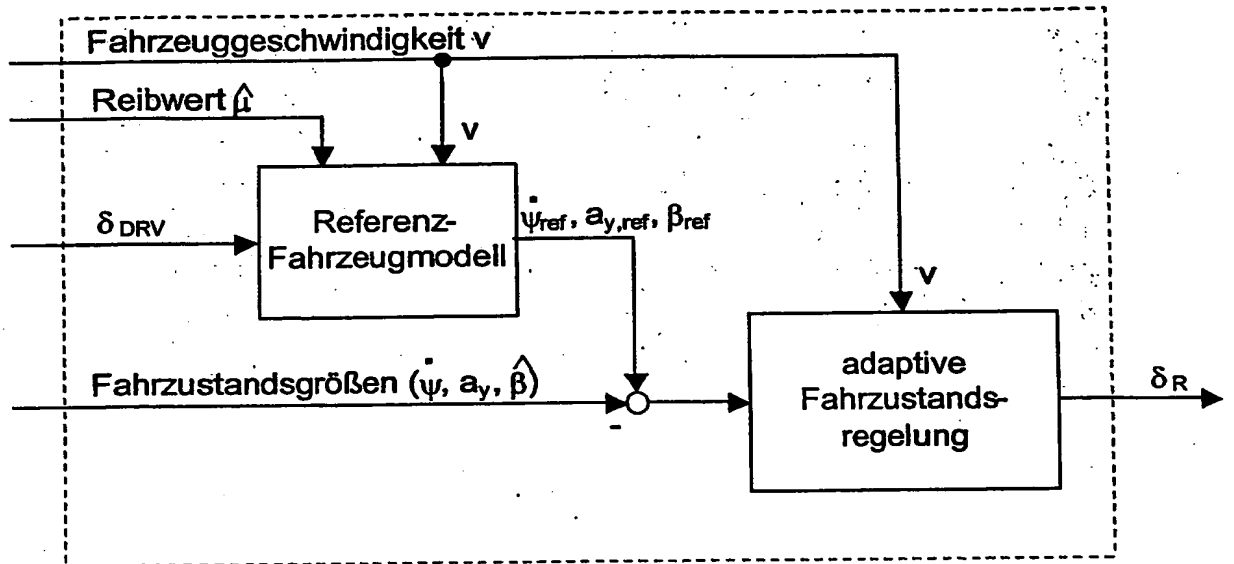 Fahrzeuggeschwindigkeit v
Reibwert μ̂
v
δ DRV
Referenz-
Fahrzeugmodell
ψ̇ref, ay,ref, βref
v
Fahrzustandsgrößen (ψ̇, ay, β̂)
-
adaptive
Fahrzustands-
regelung
δR